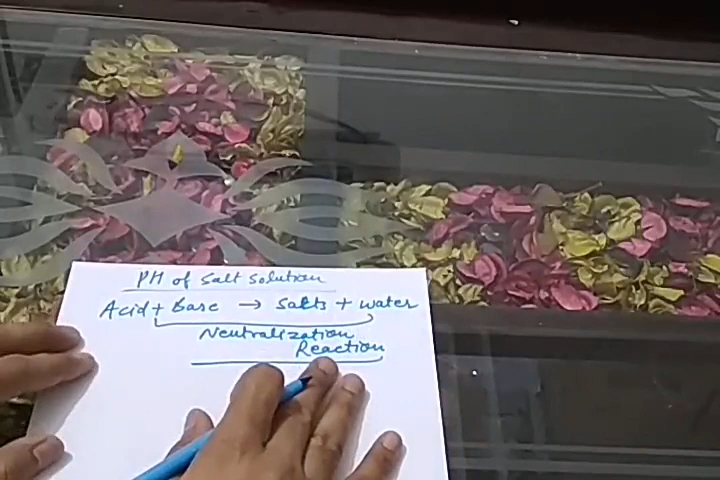 PH of Salt Solution
Acid + Base → Salts + water
Neutralization
Reaction